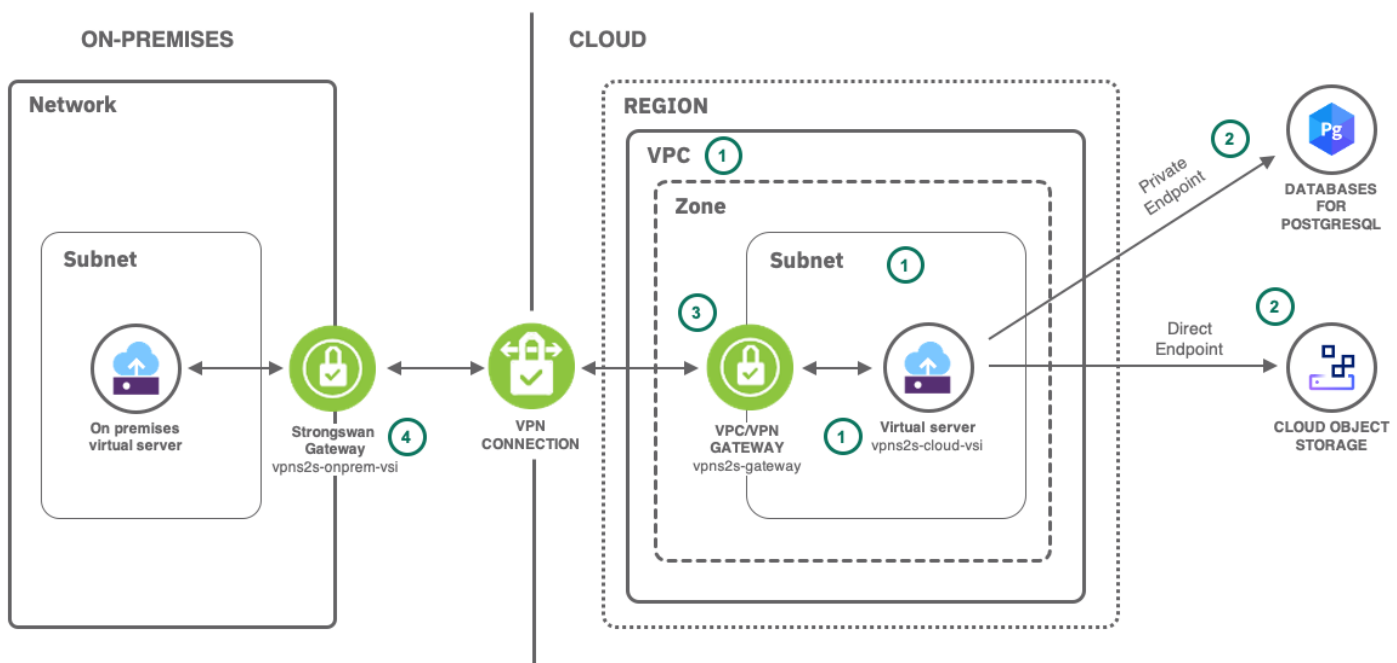 ON-PREMISES
CLOUD
Network
REGION
VPC
1
2
Pg
Private
Endpoint
DATABASES
FOR
POSTGRESQL
Zone
Subnet
Subnet
1
3
2
Direct
Endpoint
On premises
virtual server
Strongswan
Gateway
vpns2s-onprem-vsi
4
VPN
CONNECTION
VPC/VPN
GATEWAY
vpns2s-gateway
1
Virtual server
vpns2s-cloud-vsi
CLOUD OBJECT
STORAGE